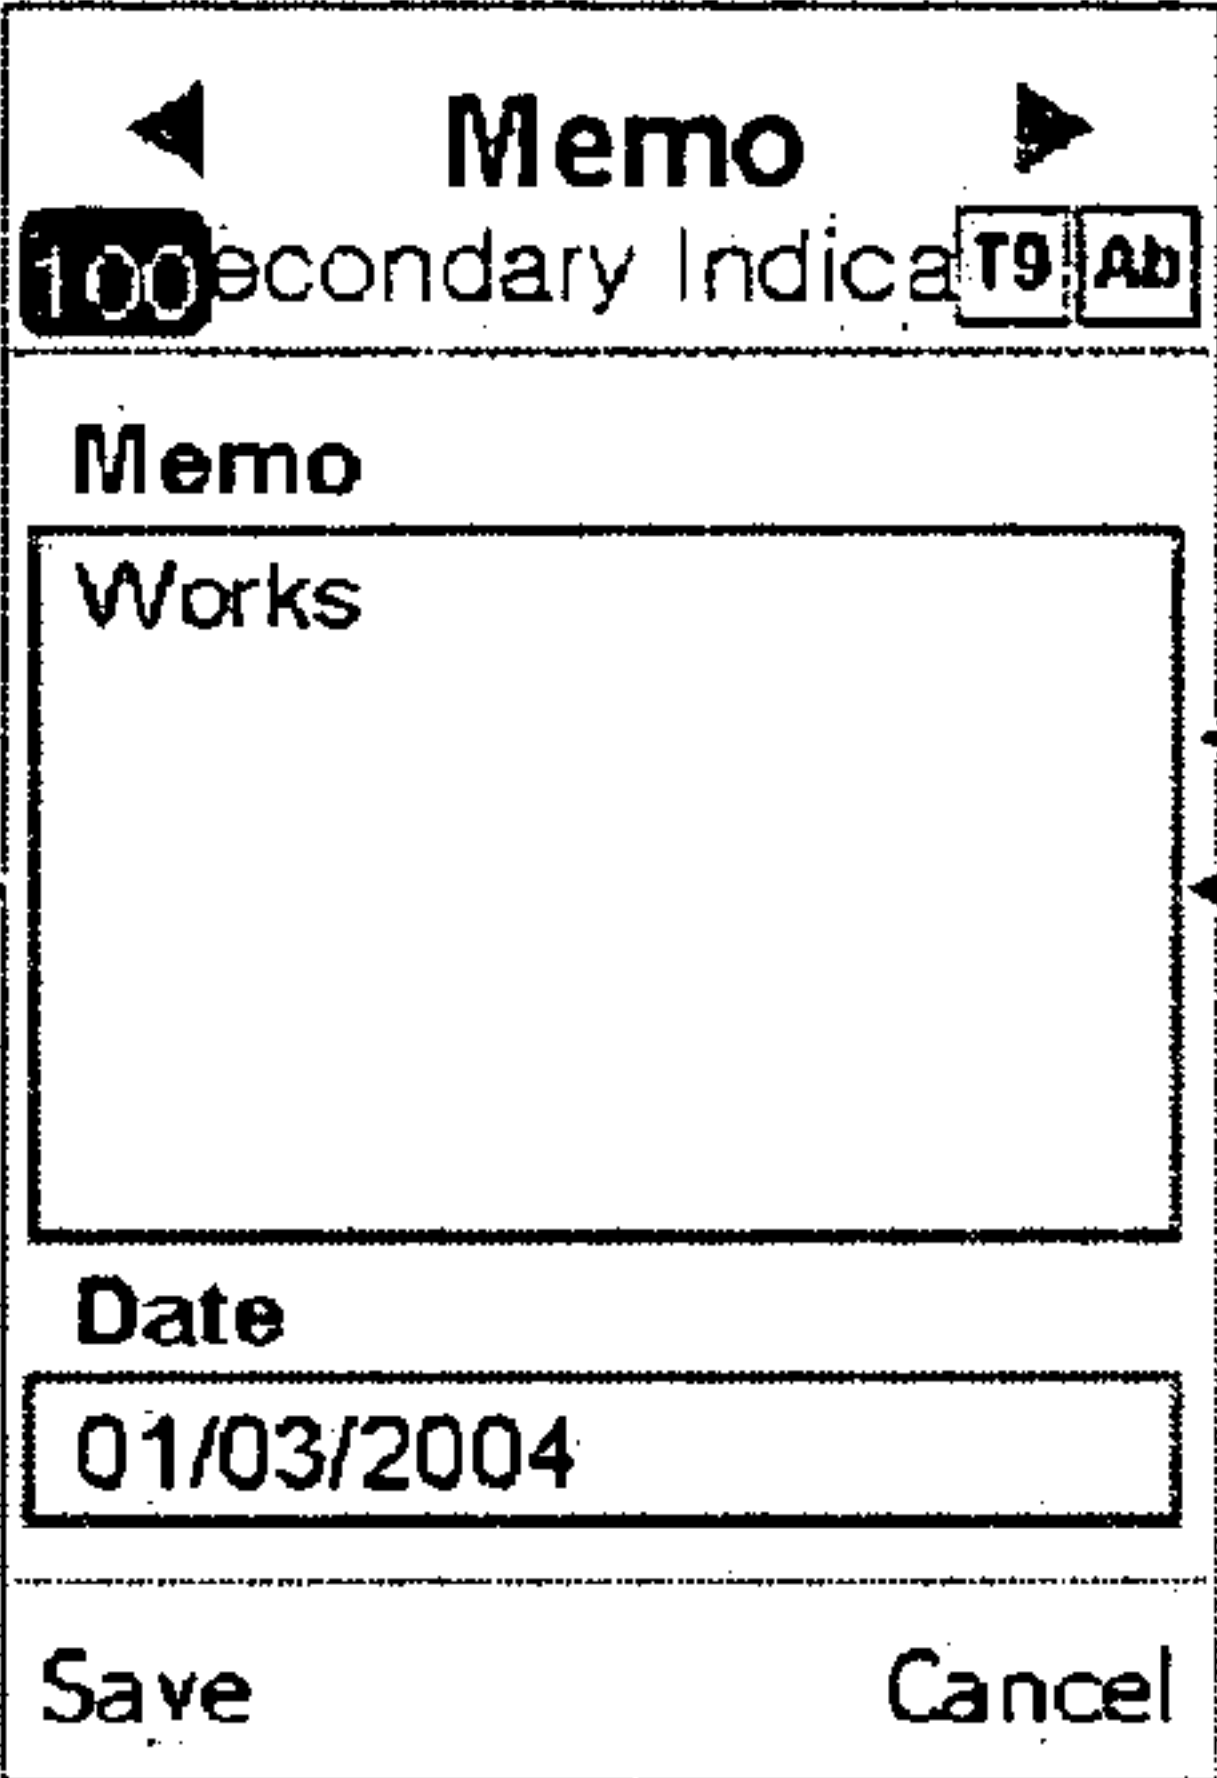 Memo
100 econdary Indica T9 Ab
Memo
Works
Date
01/03/2004
Save Cancel